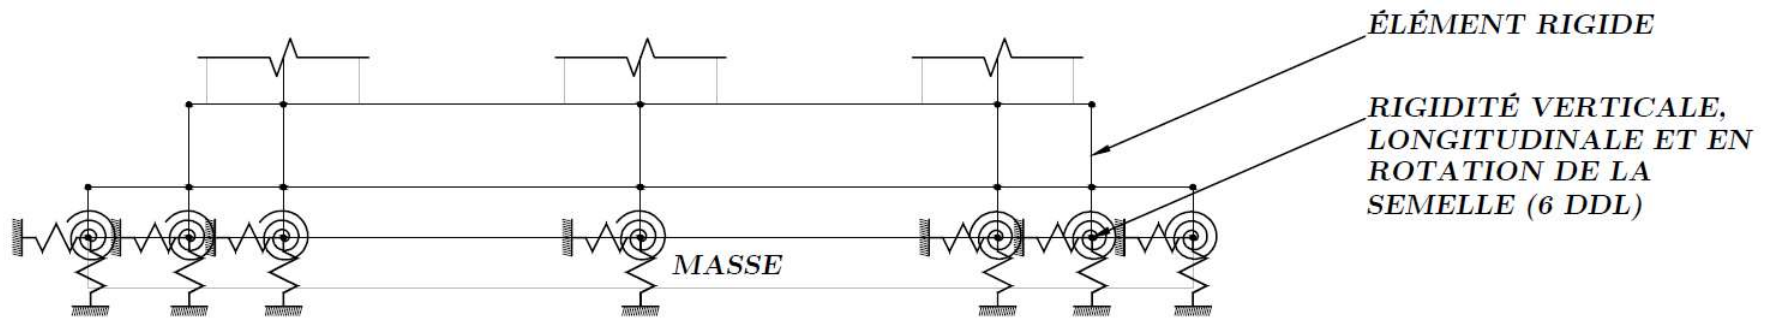 ÉLÉMENT RIGIDE
RIGIDITÉ VERTICALE,
LONGITUDINALE ET EN
ROTATION DE LA
SEMELLE (6 DDL)
MASSE